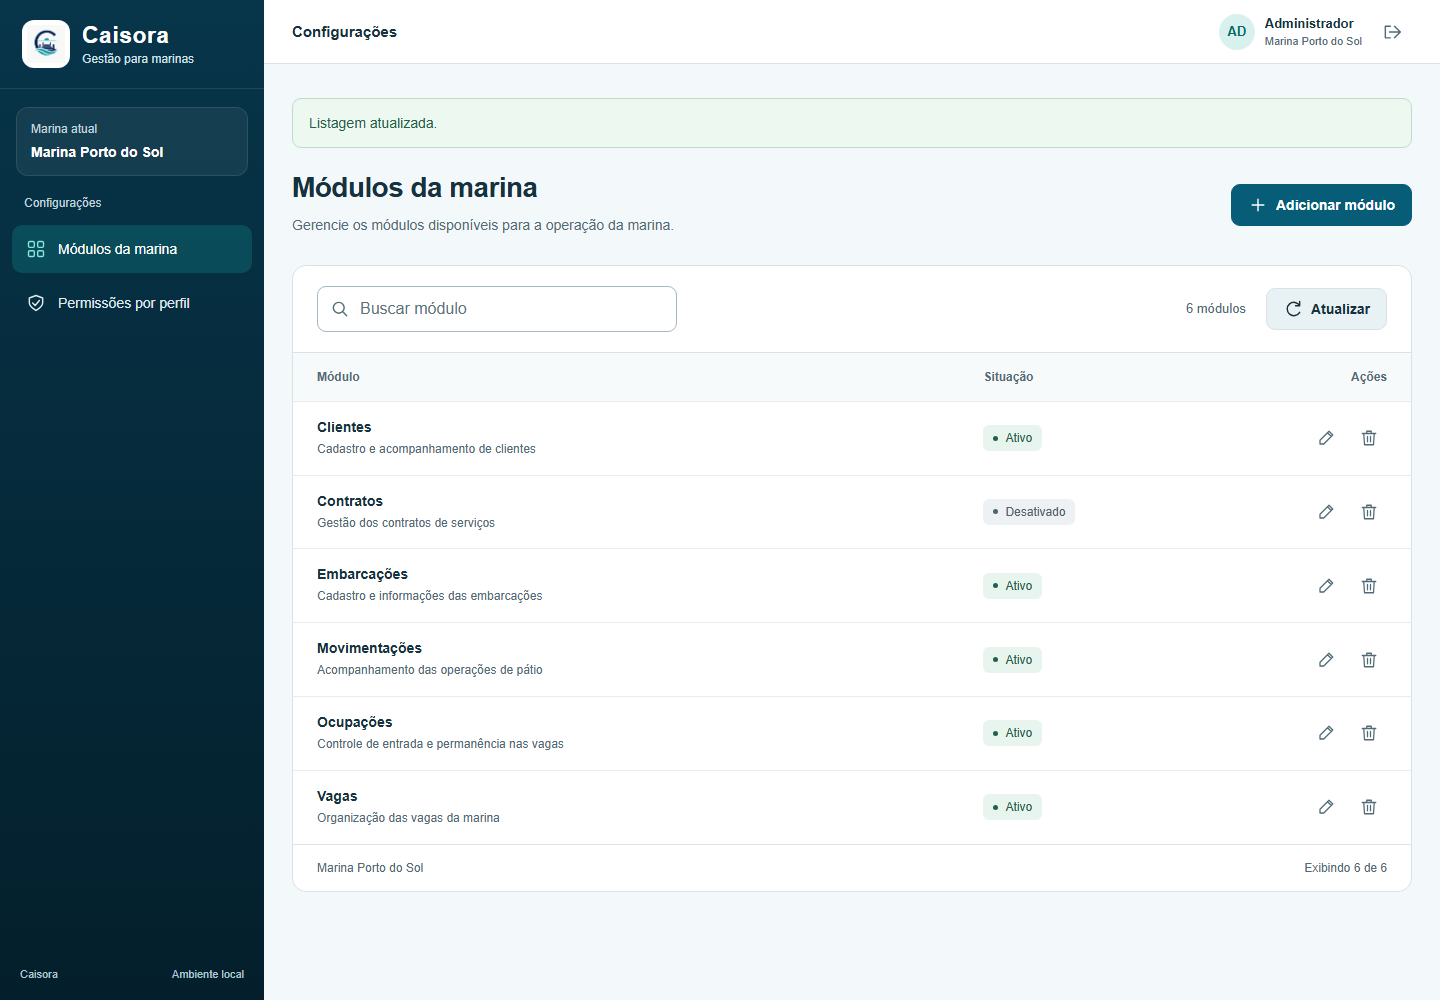 Caisora
Gestão para marinas
Marina atual
Marina Porto do Sol
Configurações
Módulos da marina
Permissões por perfil
Caisora
Ambiente local
Configurações
AD
Administrador
Marina Porto do Sol
Listagem atualizada.
Módulos da marina
Gerencie os módulos disponíveis para a operação da marina.
Adicionar módulo
Buscar módulo
6 módulos
Atualizar
Módulo
Situação
Ações
Clientes
Cadastro e acompanhamento de clientes
Ativo
Contratos
Gestão dos contratos de serviços
Desativado
Embarcações
Cadastro e informações das embarcações
Ativo
Movimentações
Acompanhamento das operações de pátio
Ativo
Ocupações
Controle de entrada e permanência nas vagas
Ativo
Vagas
Organização das vagas da marina
Ativo
Marina Porto do Sol
Exibindo 6 de 6